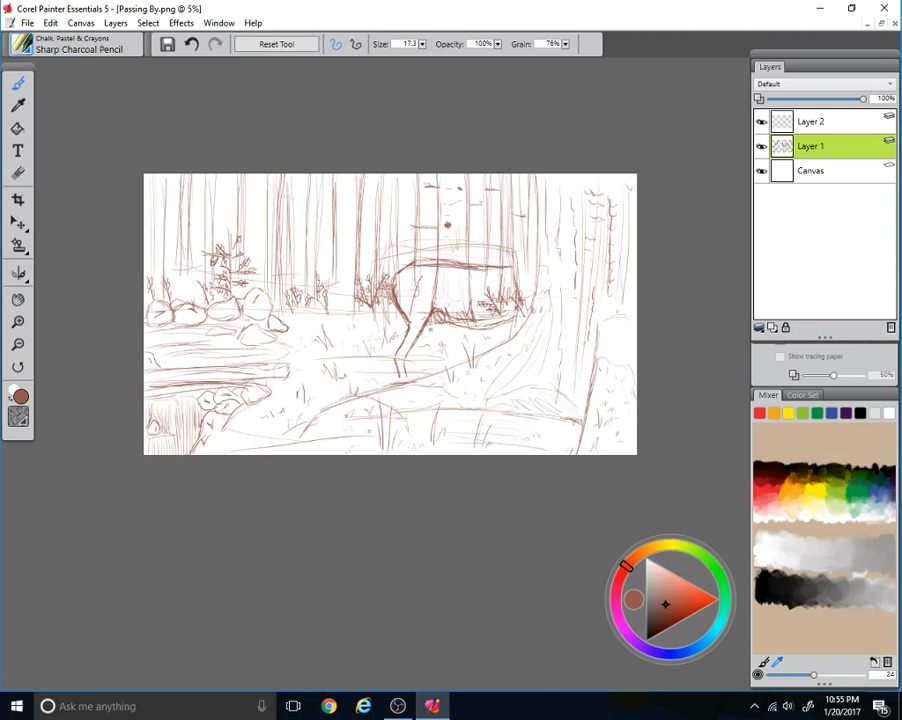 Corel Painter Essentials 5 - [Passing By.png @ 5%]
File Edit Canvas Layers Select Effects Window Help
Chalk, Pastel & Crayons
Sharp Charcoal Pencil
Reset Tool
Size: 17.3 Opacity: 100% Grain: 76%
T
Layers
Default
100%
Layer 2
Layer 1
Canvas
Show tracing paper
50%
Mixer Color Set
24
Ask me anything
10:55 PM
1/20/2017
15